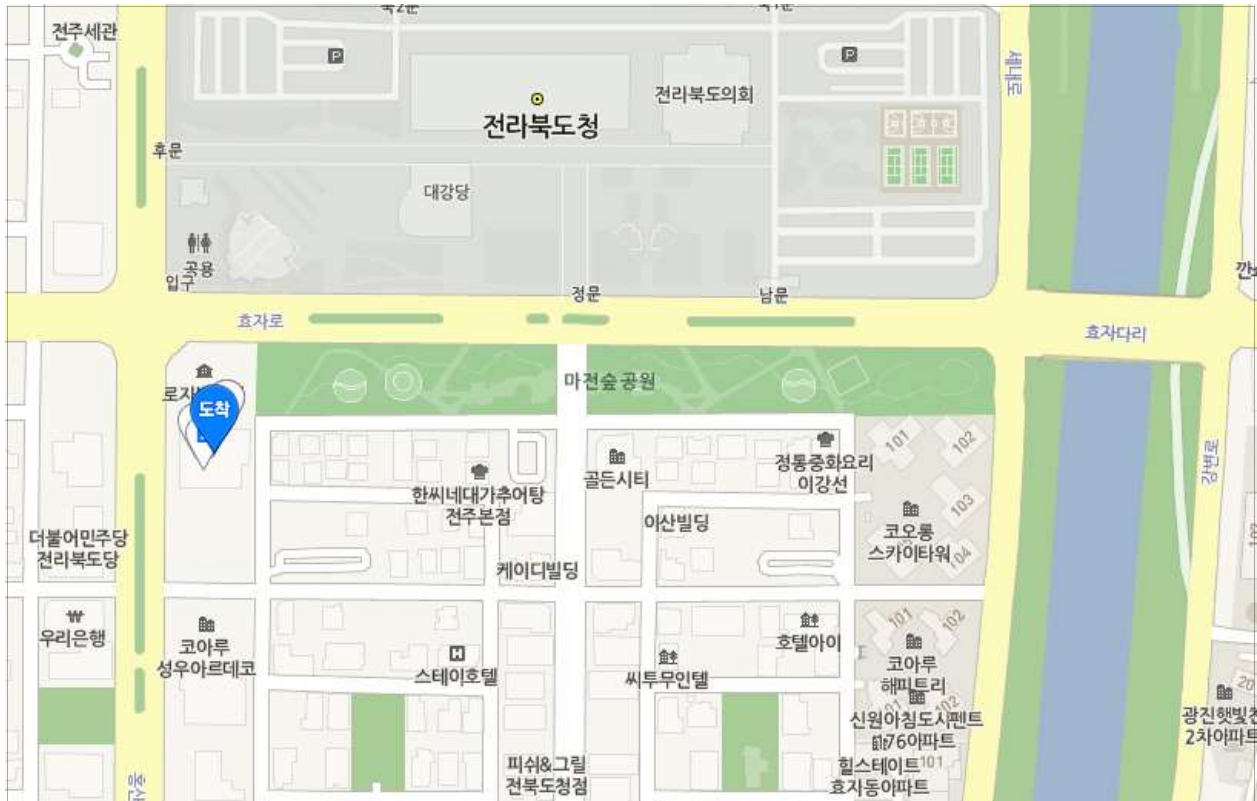 전주세관
P
P
전라북도의회
전라북도청
세내로
후문
대강당
공용
입구
정문
남문
효자로
효자다리
마전숲공원
도착
101
102
정통중화요리
이강선
골든시티
한씨네대가추어탕
전주본점
103
강변로
이산빌딩
코오롱
스카이타워
104
더불어민주당
전라북도당
케이디빌딩
₩
우리은행
코아루
성우아르데코
H
스테이호텔
씨투무인텔
호텔아이
101
102
코아루
해피트리
102
신원아침도시펜트
76아파트
힐스테이트
101
효자동아파트
피쉬&그릴
전북도청점
2차아파트